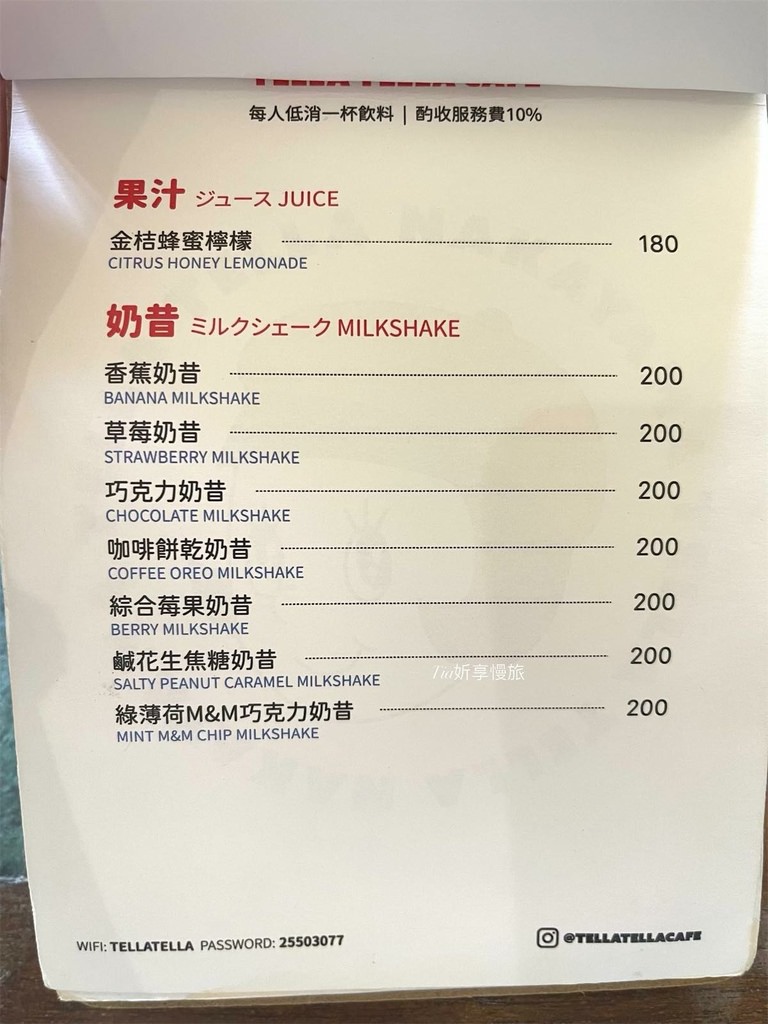 TELLA TELLA CAFE
每人低消一杯飲料 | 酌收服務費10%
果汁 ジュース JUICE
金桔蜂蜜檸檬 180
CITRUS HONEY LEMONADE
奶昔 ミルクシェーク MILKSHAKE
香蕉奶昔 200
BANANA MILKSHAKE
草莓奶昔 200
STRAWBERRY MILKSHAKE
巧克力奶昔 200
CHOCOLATE MILKSHAKE
咖啡餅乾奶昔 200
COFFEE OREO MILKSHAKE
綜合莓果奶昔 200
BERRY MILKSHAKE
鹹花生焦糖奶昔 200
SALTY PEANUT CARAMEL MILKSHAKE
妡享慢旅
綠薄荷M&M巧克力奶昔 200
MINT M&M CHIP MILKSHAKE
WIFI: TELLATELLA PASSWORD: 25503077
@TELLATELLACAFE